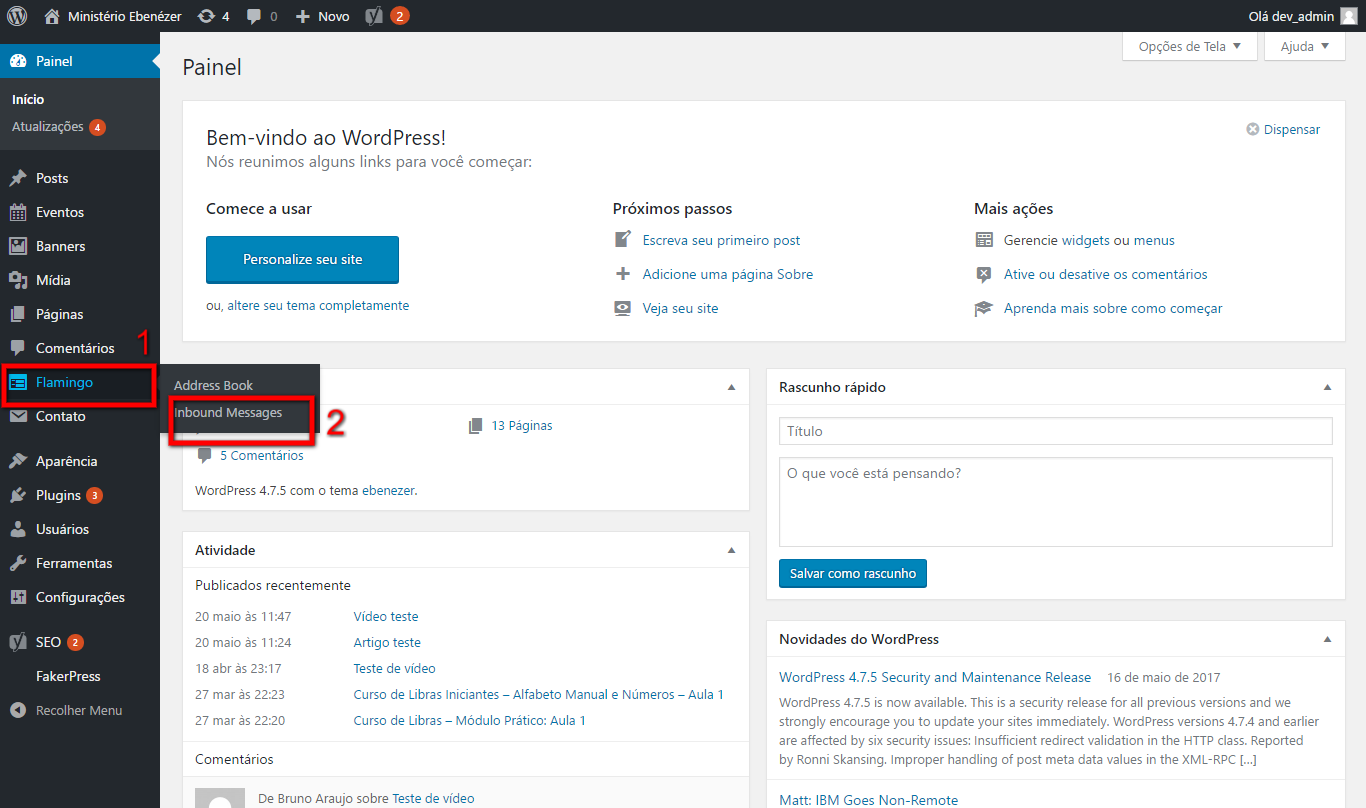 Ministério Ebenézer 4 0 Novo 2 Olá dev_admin
Painel
Início
Atualizações 4
Posts
Eventos
Banners
Mídia
Páginas
Comentários
1
Flamingo
Contato
Aparência
Plugins 3
Usuários
Ferramentas
Configurações
SEO 2
FakerPress
Recolher Menu
Address Book
Inbound Messages
2
Opções de Tela
Ajuda
Painel
Bem-vindo ao WordPress!
Nós reunimos alguns links para você começar:
Dispensar
Comece a usar
Personalize seu site
ou, altere seu tema completamente
Próximos passos
Escreva seu primeiro post
Adicione uma página Sobre
Veja seu site
Mais ações
Gerencie widgets ou menus
Ative ou desative os comentários
Aprenda mais sobre como começar
13 Páginas
5 Comentários
WordPress 4.7.5 com o tema ebenezer.
Atividade
Publicados recentemente
20 maio às 11:47 Vídeo teste
20 maio às 11:24 Artigo teste
18 abr às 23:17 Teste de vídeo
27 mar às 22:23 Curso de Libras Iniciantes – Alfabeto Manual e Números – Aula 1
27 mar às 22:20 Curso de Libras – Módulo Prático: Aula 1
Comentários
De Bruno Araujo sobre Teste de vídeo
Rascunho rápido
Título
O que você está pensando?
Salvar como rascunho
Novidades do WordPress
WordPress 4.7.5 Security and Maintenance Release 16 de maio de 2017
WordPress 4.7.5 is now available. This is a security release for all previous versions and we
strongly encourage you to update your sites immediately. WordPress versions 4.7.4 and earlier
are affected by six security issues: Insufficient redirect validation in the HTTP class. Reported
by Ronni Skansing. Improper handling of post meta data values in the XML-RPC […]
Matt: IBM Goes Non-Remote